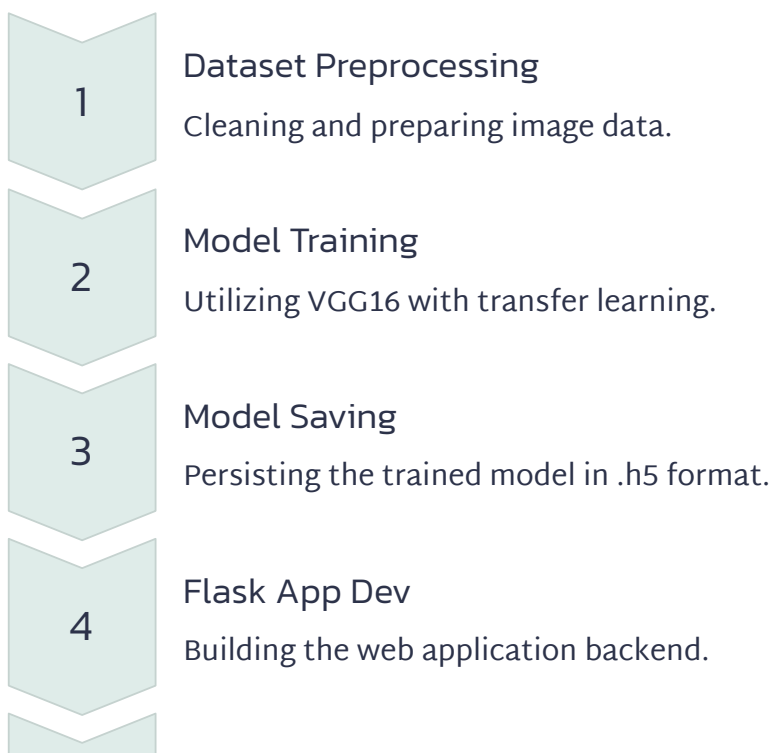 1
Dataset Preprocessing
Cleaning and preparing image data.
2
Model Training
Utilizing VGG16 with transfer learning.
3
Model Saving
Persisting the trained model in .h5 format.
4
Flask App Dev
Building the web application backend.